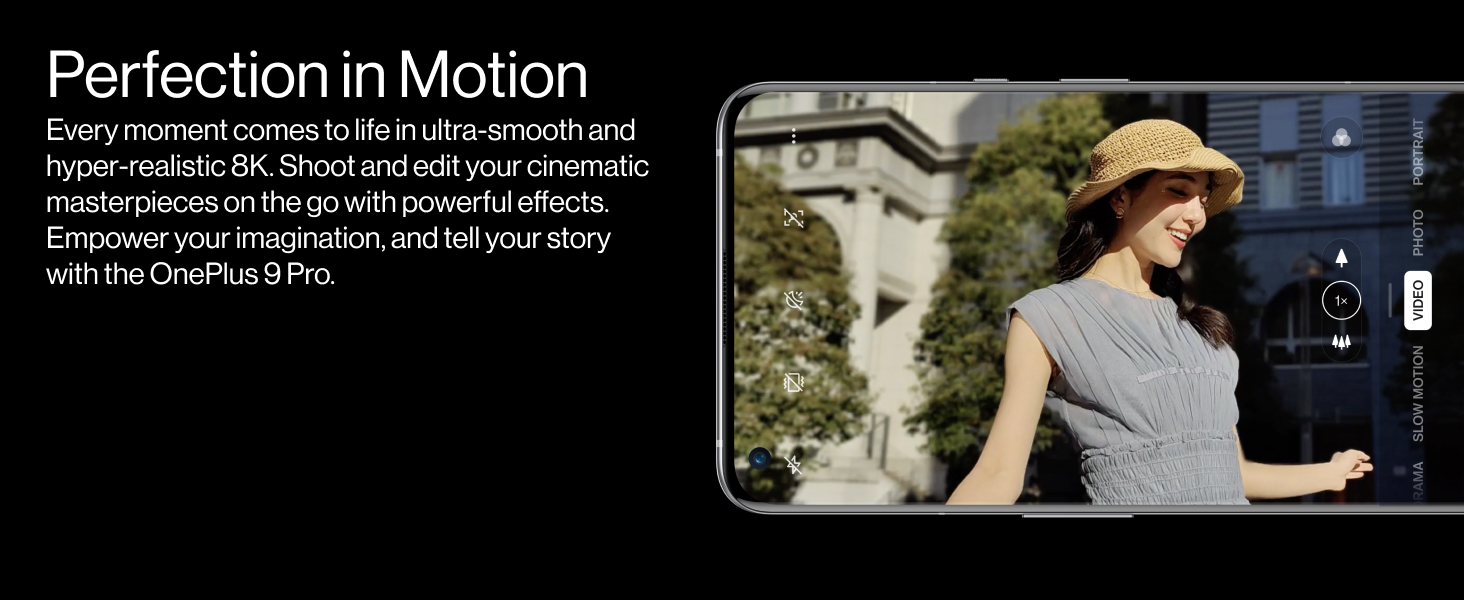 Perfection in Motion
Every moment comes to life in ultra-smooth and
hyper-realistic 8K. Shoot and edit your cinematic
masterpieces on the go with powerful effects.
Empower your imagination, and tell your story
with the OnePlus 9 Pro.
PORTRAIT
PHOTO
1×
VIDEO
SLOW MOTION
RAMA